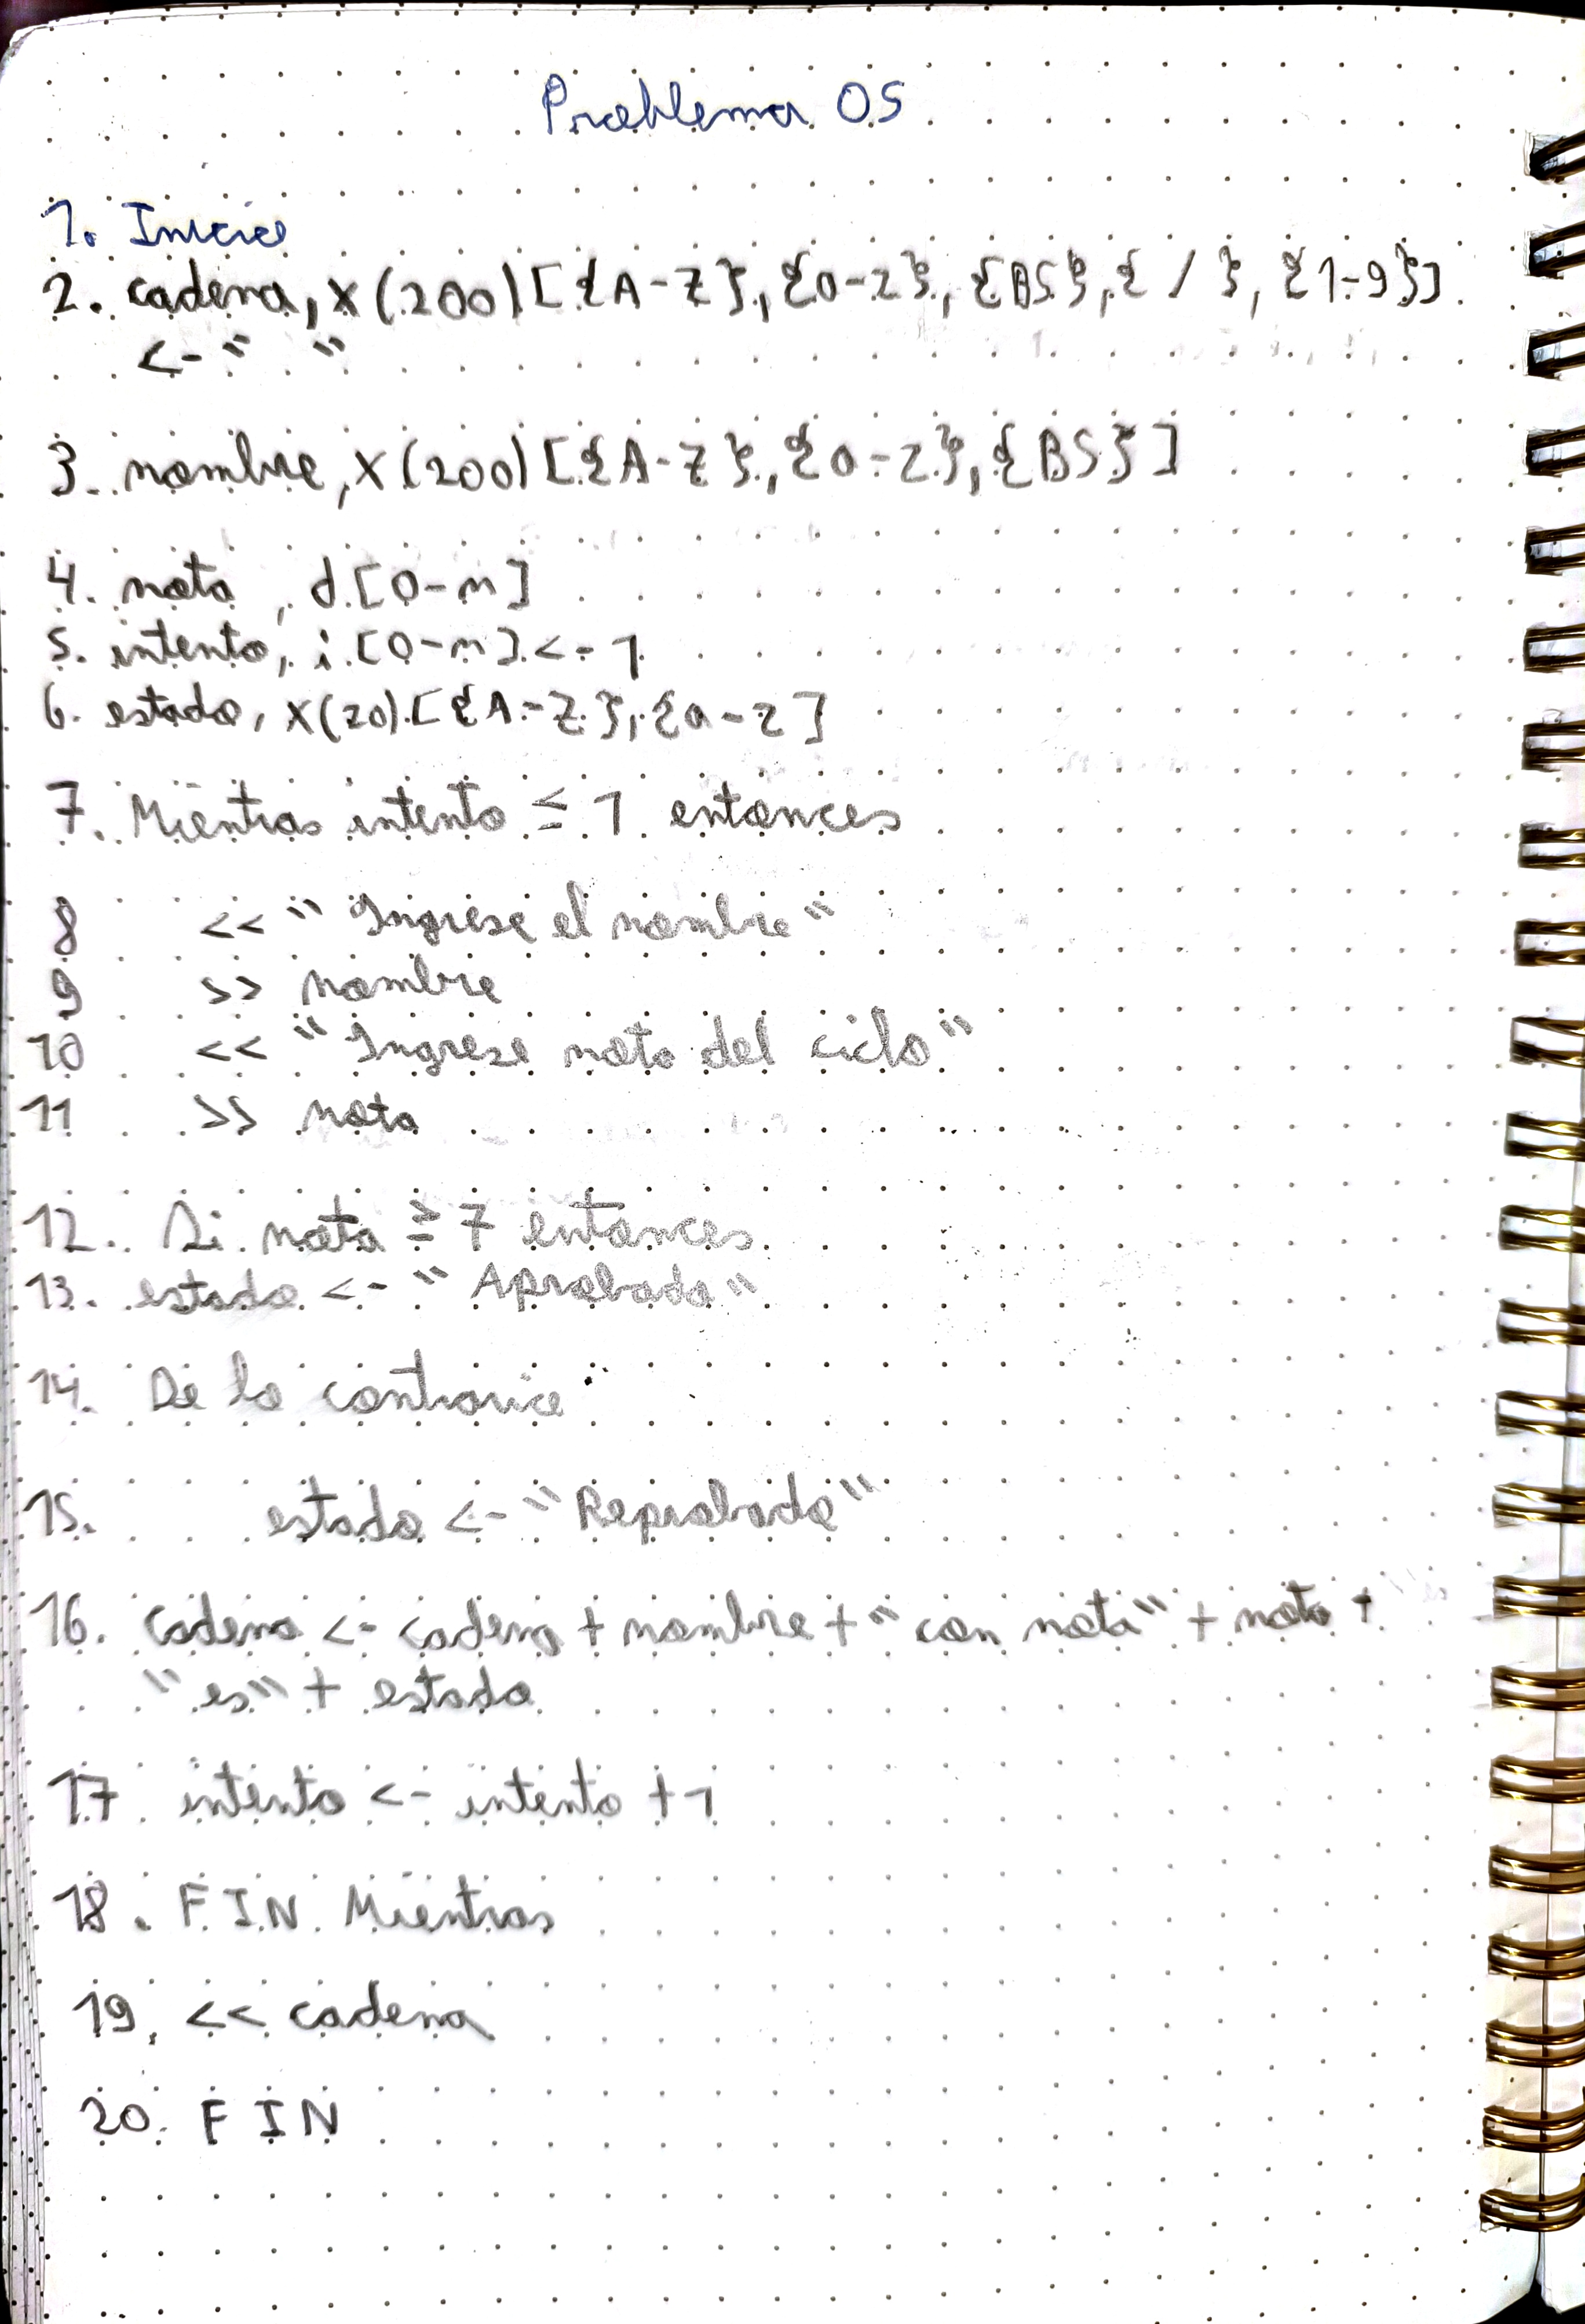 Problema 05
1. Inicio
2. cadena, X(200)[{A-Z}, {a-z}, {BS}, { / }, {1-9}]
<- " "
3. nombre, X(200)[{A-Z}, {a-z}, {BS}]
4. nota, d[0-n]
5. intento, i[0-n] <- 1
6. estado, X(20)[{A-Z}, {a-z]
7. Mientras intento ≤ 1 entonces
8 << "Ingrese el nombre"
9 >> nombre
10 << "Ingrese nota del ciclo"
11 >> nota
12. Si nota ≥ 7 entonces
13. estado <- "Aprobado"
14. De lo contrario
15. estado <- "Reprobado"
16. cadena <- cadena + nombre + "con nota" + nota +
"es" + estado
17 intento <- intento +1
18. FIN Mientras
19. << cadena
20. FIN